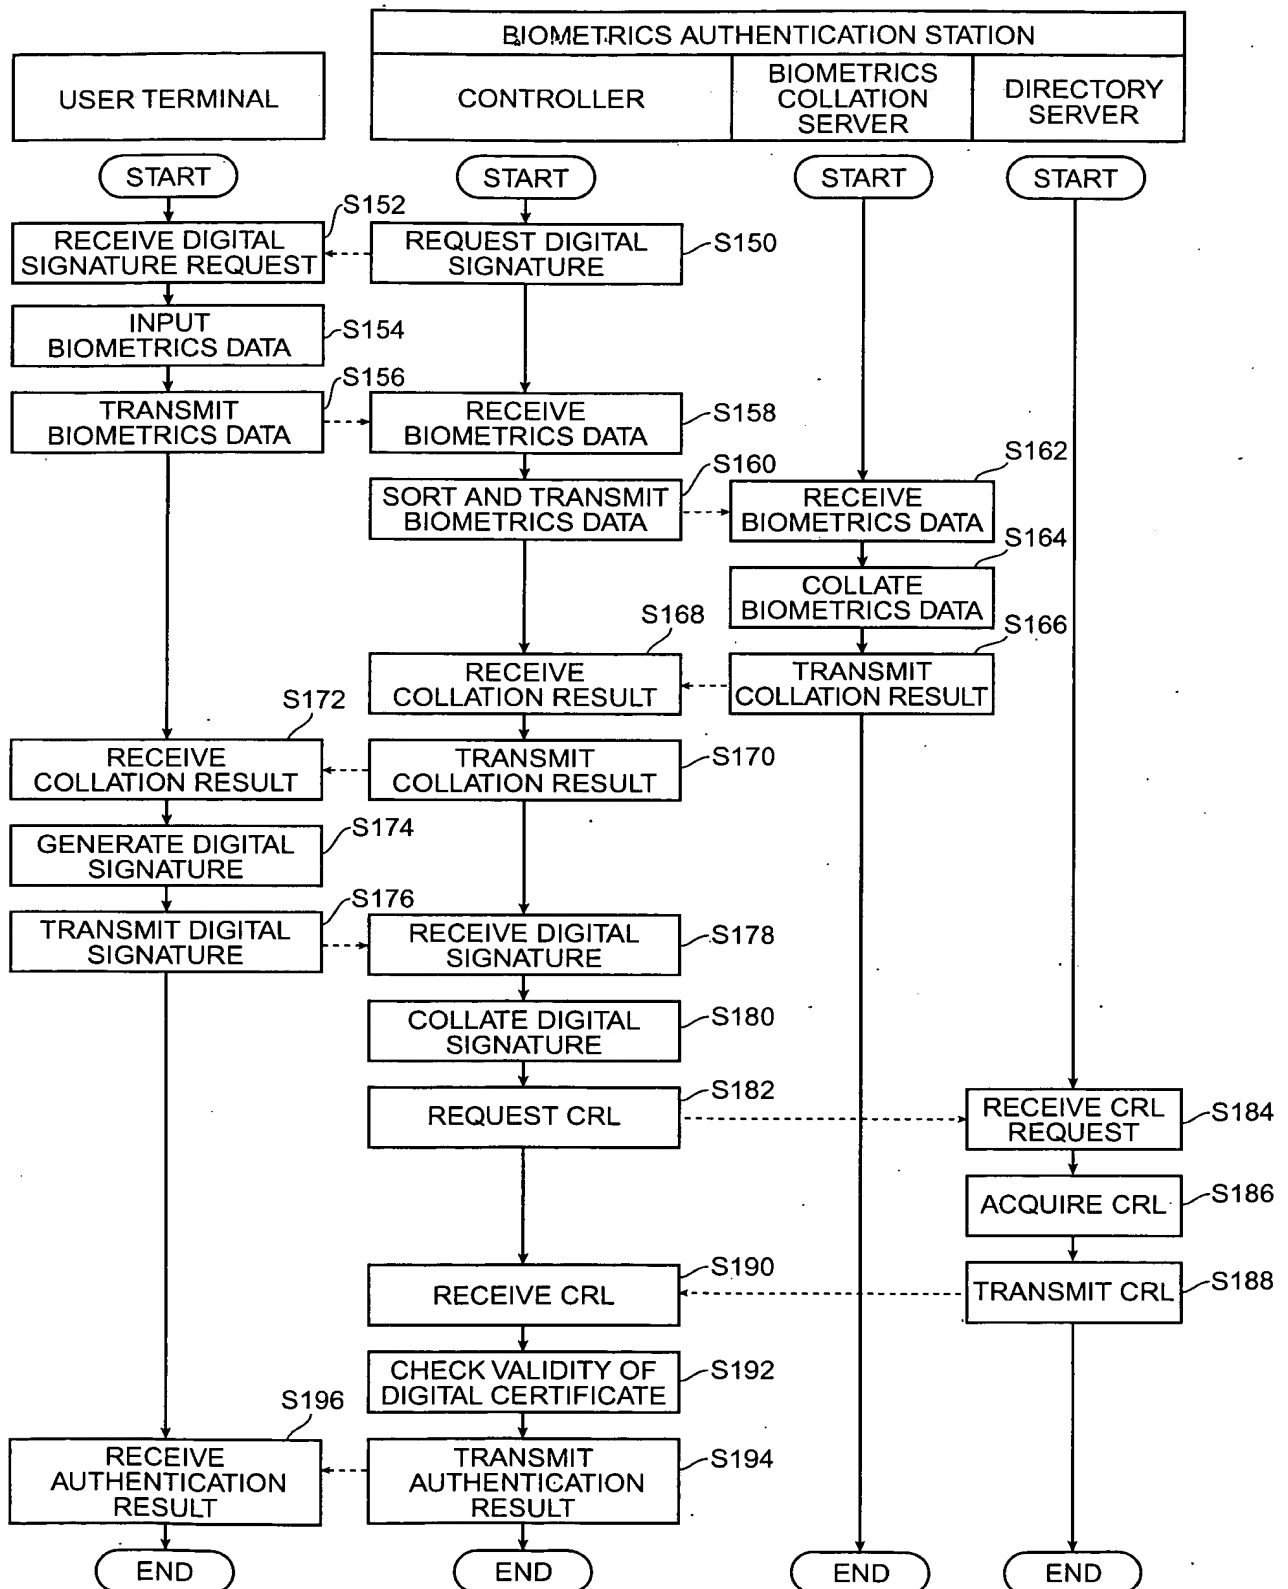 BIOMETRICS AUTHENTICATION STATION
USER TERMINAL
CONTROLLER
BIOMETRICS
COLLATION
SERVER
DIRECTORY
SERVER
START
START
START
START
S152
RECEIVE DIGITAL
SIGNATURE REQUEST
REQUEST DIGITAL
SIGNATURE
S150
INPUT
BIOMETRICS DATA
S154
S156
TRANSMIT
BIOMETRICS DATA
RECEIVE
BIOMETRICS DATA
S158
S160
SORT AND TRANSMIT
BIOMETRICS DATA
S162
RECEIVE
BIOMETRICS DATA
S164
COLLATE
BIOMETRICS DATA
S166
TRANSMIT
COLLATION RESULT
S168
RECEIVE
COLLATION RESULT
S172
RECEIVE
COLLATION RESULT
TRANSMIT
COLLATION RESULT
S170
GENERATE DIGITAL
SIGNATURE
S174
S176
TRANSMIT DIGITAL
SIGNATURE
RECEIVE DIGITAL
SIGNATURE
S178
COLLATE DIGITAL
SIGNATURE
S180
S182
REQUEST CRL
RECEIVE CRL
REQUEST
S184
ACQUIRE CRL
S186
S190
RECEIVE CRL
TRANSMIT CRL
S188
CHECK VALIDITY OF
DIGITAL CERTIFICATE
S192
S196
RECEIVE
AUTHENTICATION
RESULT
TRANSMIT
AUTHENTICATION
RESULT
S194
END
END
END
END